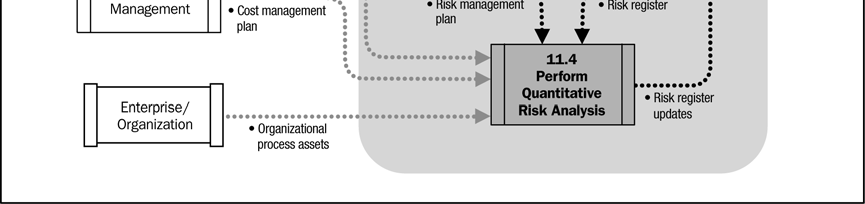 Management
• Cost management
plan
• Risk management
plan
• Risk register
11.4
Perform
Quantitative
Risk Analysis
• Risk register
updates
Enterprise/
Organization
• Organizational
process assets